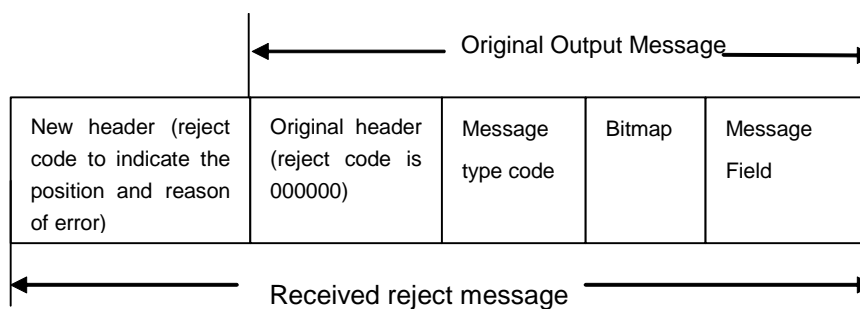 Original Output Message
New header (reject
code to indicate the
position and reason
of error)
Original header
(reject code is
000000)
Message
type code
Bitmap
Message
Field
Received reject message